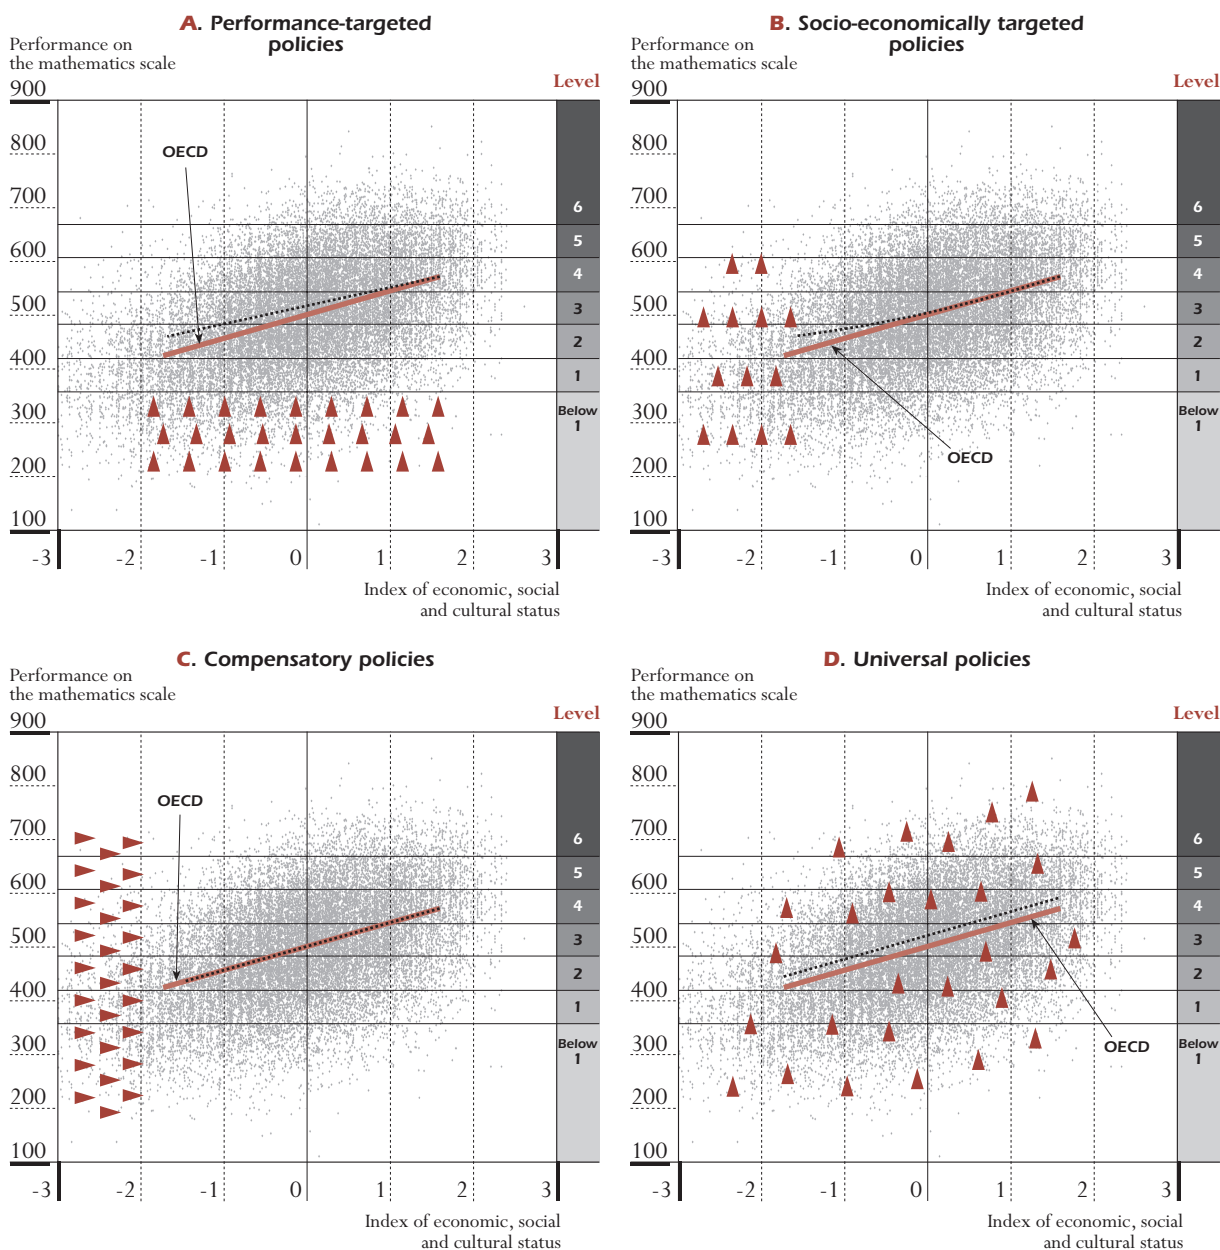 A. Performance-targeted
policies
Performance on
the mathematics scale
Level
900
800
700
600
500
400
300
200
100
OECD
6
5
4
3
2
1
Below
1
-3
-2
-1
0
1
2
3
Index of economic, social
and cultural status
B. Socio-economically targeted
policies
Performance on
the mathematics scale
Level
900
800
700
600
500
400
300
200
100
OECD
6
5
4
3
2
1
Below
1
-3
-2
-1
0
1
2
3
Index of economic, social
and cultural status
C. Compensatory policies
Performance on
the mathematics scale
Level
900
800
700
600
500
400
300
200
100
OECD
6
5
4
3
2
1
Below
1
-3
-2
-1
0
1
2
3
Index of economic, social
and cultural status
D. Universal policies
Performance on
the mathematics scale
Level
900
800
700
600
500
400
300
200
100
OECD
6
5
4
3
2
1
Below
1
-3
-2
-1
0
1
2
3
Index of economic, social
and cultural status